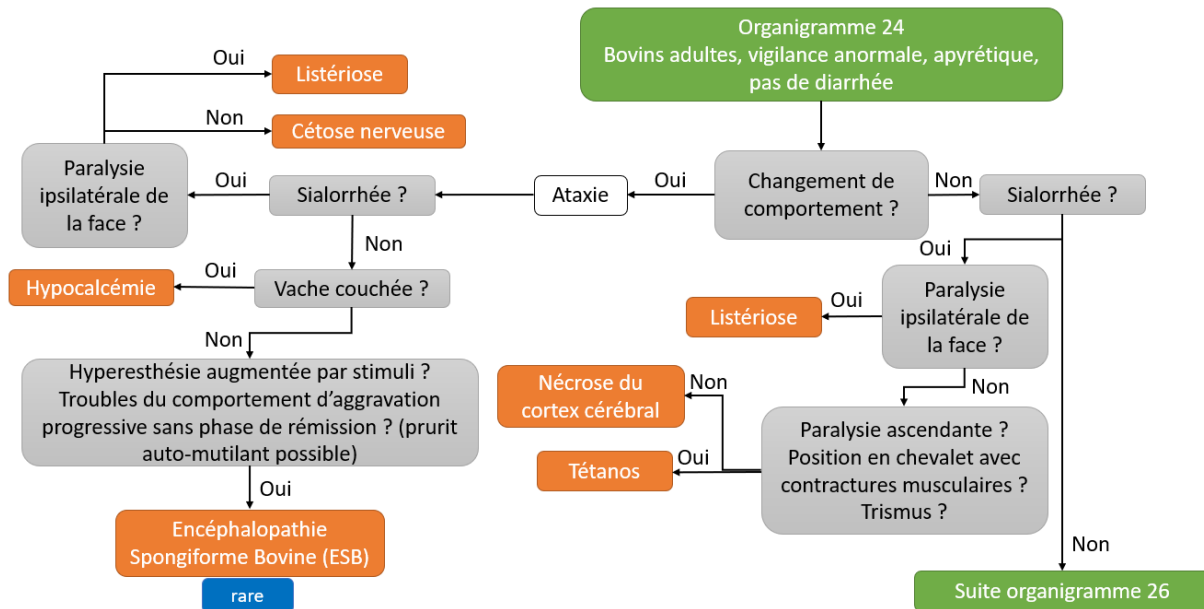 Organigramme 24
Bovins adultes, vigilance anormale, apyrétique,
pas de diarrhée
Oui
Listériose
Non
Cétose nerveuse
Paralysie
ipsilatérale de
la face ?
Oui
Sialorrhée ?
Ataxie
Oui
Changement de
comportement ?
Non
Sialorrhée ?
Non
Oui
Hypocalcémie
Oui
Vache couchée ?
Listériose
Oui
Paralysie
ipsilatérale de
la face ?
Non
Hyperesthésie augmentée par stimuli ?
Troubles du comportement d’aggravation
progressive sans phase de rémission ? (prurit
auto-mutilant possible)
Nécrose du
cortex cérébral
Non
Non
Tétanos
Oui
Paralysie ascendante ?
Position en chevalet avec
contractures musculaires ?
Trismus ?
Oui
Encéphalopathie
Spongiforme Bovine (ESB)
rare
Non
Suite organigramme 26